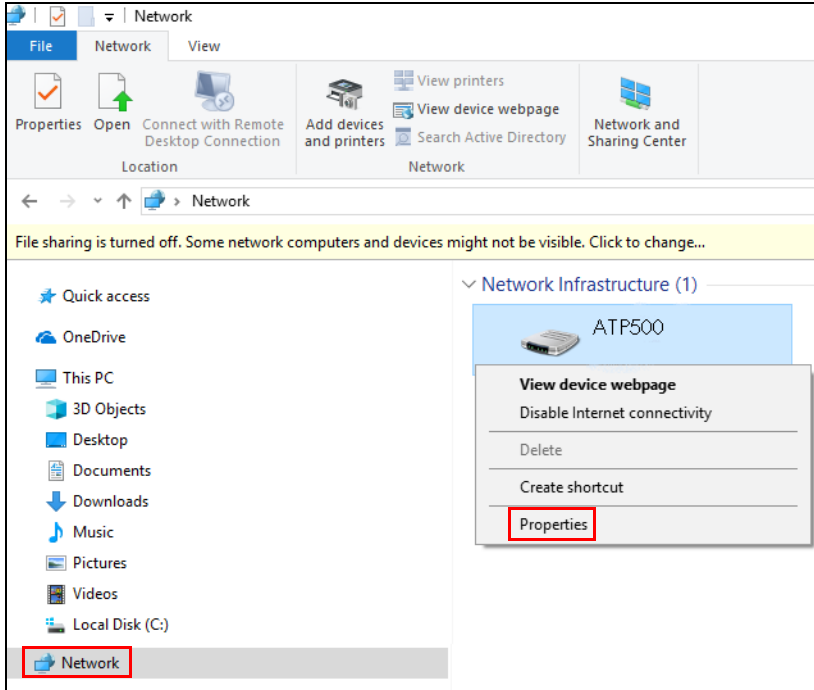 Network
File
Network
View
Properties
Open
Connect with Remote
Desktop Connection
Location
Add devices
and printers
View printers
View device webpage
Search Active Directory
Network
Network and
Sharing Center
Network
File sharing is turned off. Some network computers and devices might not be visible. Click to change...
Quick access
OneDrive
This PC
3D Objects
Desktop
Documents
Downloads
Music
Pictures
Videos
Local Disk (C:)
Network
Network Infrastructure (1)
ATP500
View device webpage
Disable Internet connectivity
Delete
Create shortcut
Properties